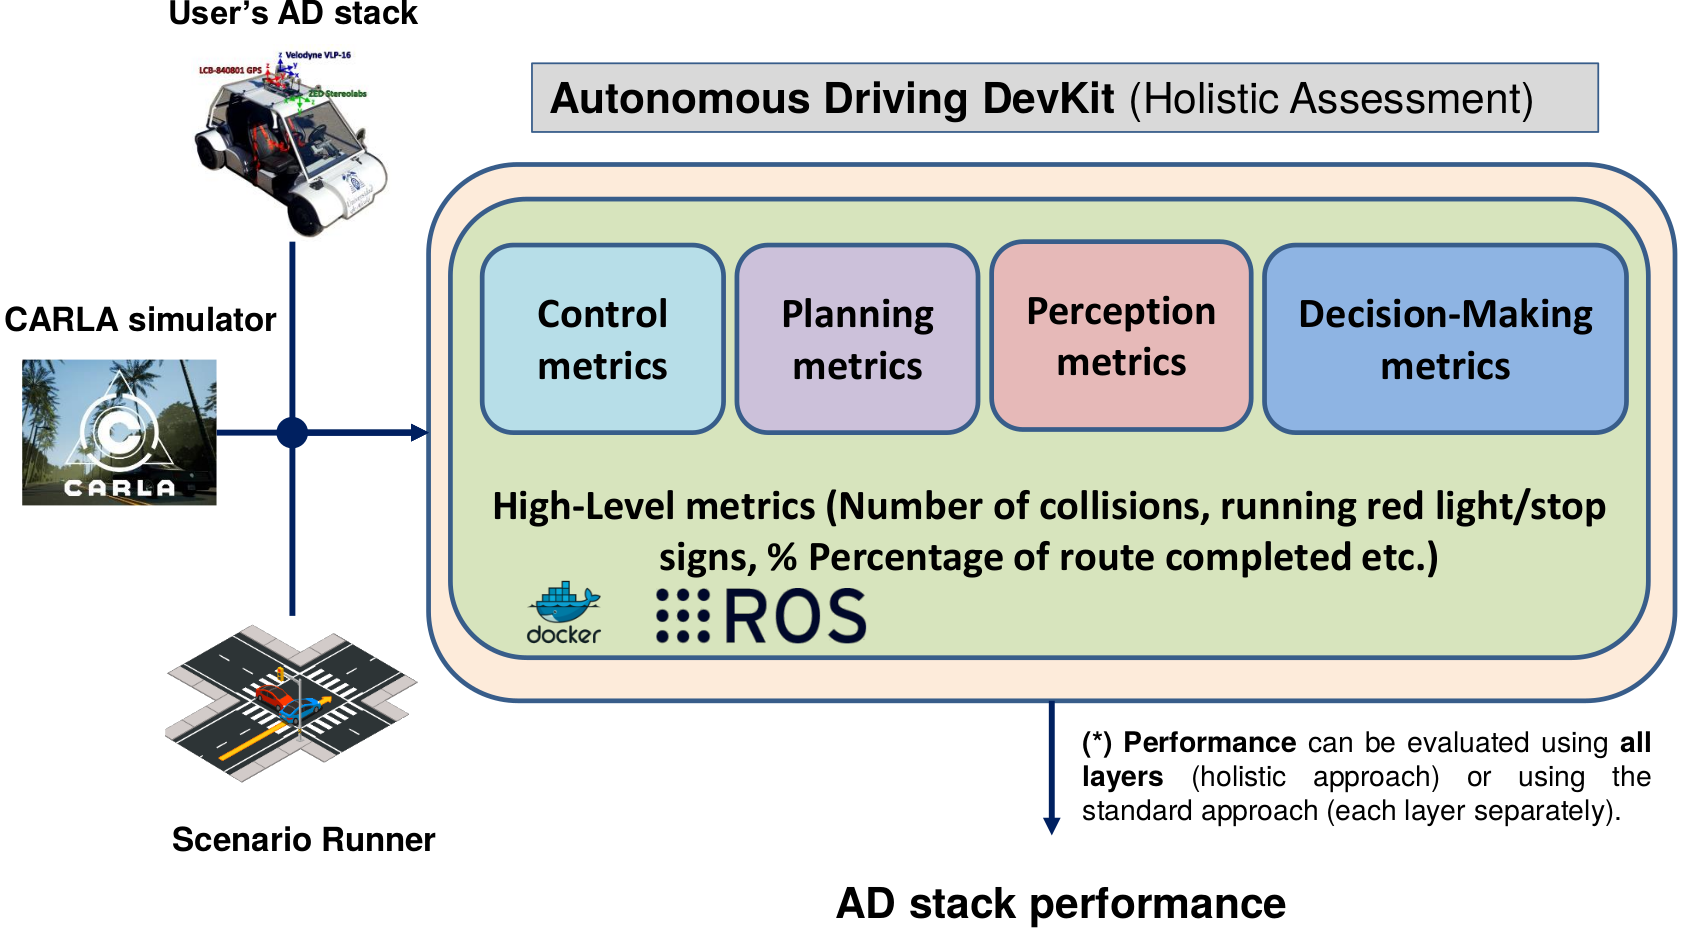 User's AD stack
Velodyne VLP-16
LCB-840801 GPS
ZED Stereolabs
z
y
x
z
Autonomous Driving DevKit (Holistic Assessment)
CARLA simulator
CARLA
Control
metrics
Planning
metrics
Perception
metrics
Decision-Making
metrics
High-Level metrics (Number of collisions, running red light/stop
signs, % Percentage of route completed etc.)
docker
ROS
Scenario Runner
(*) Performance can be evaluated using all
layers (holistic approach) or using the
standard approach (each layer separately).
AD stack performance